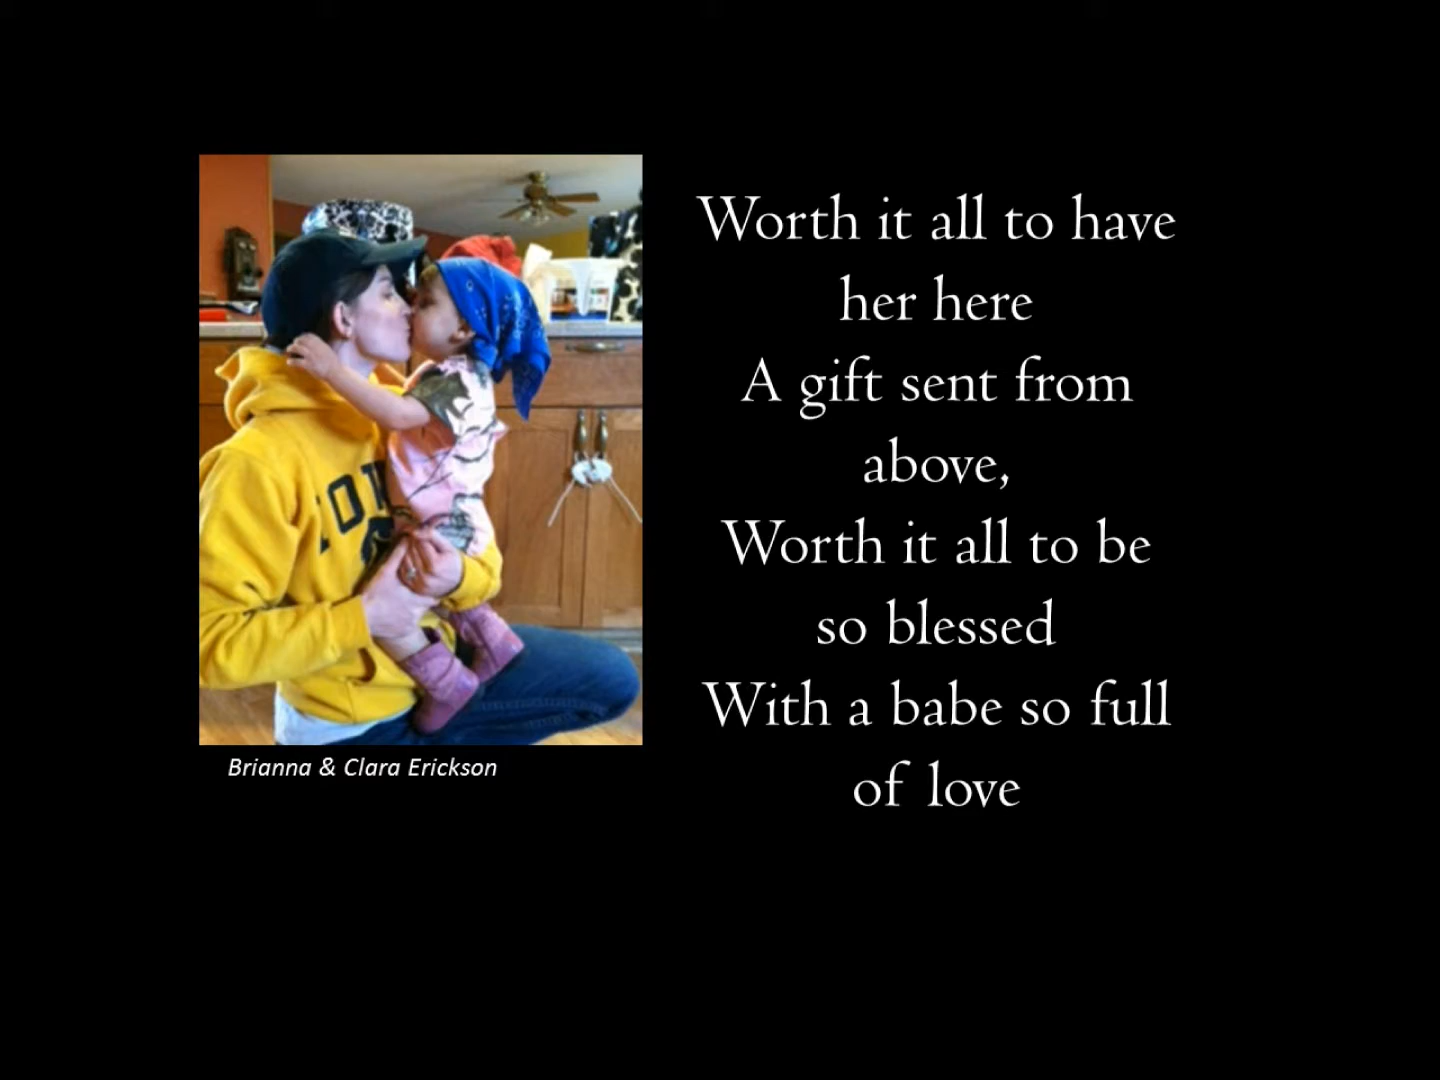 Worth it all to have
her here
A gift sent from
above,
Worth it all to be
so blessed
With a babe so full
of love
IOW
Brianna & Clara Erickson